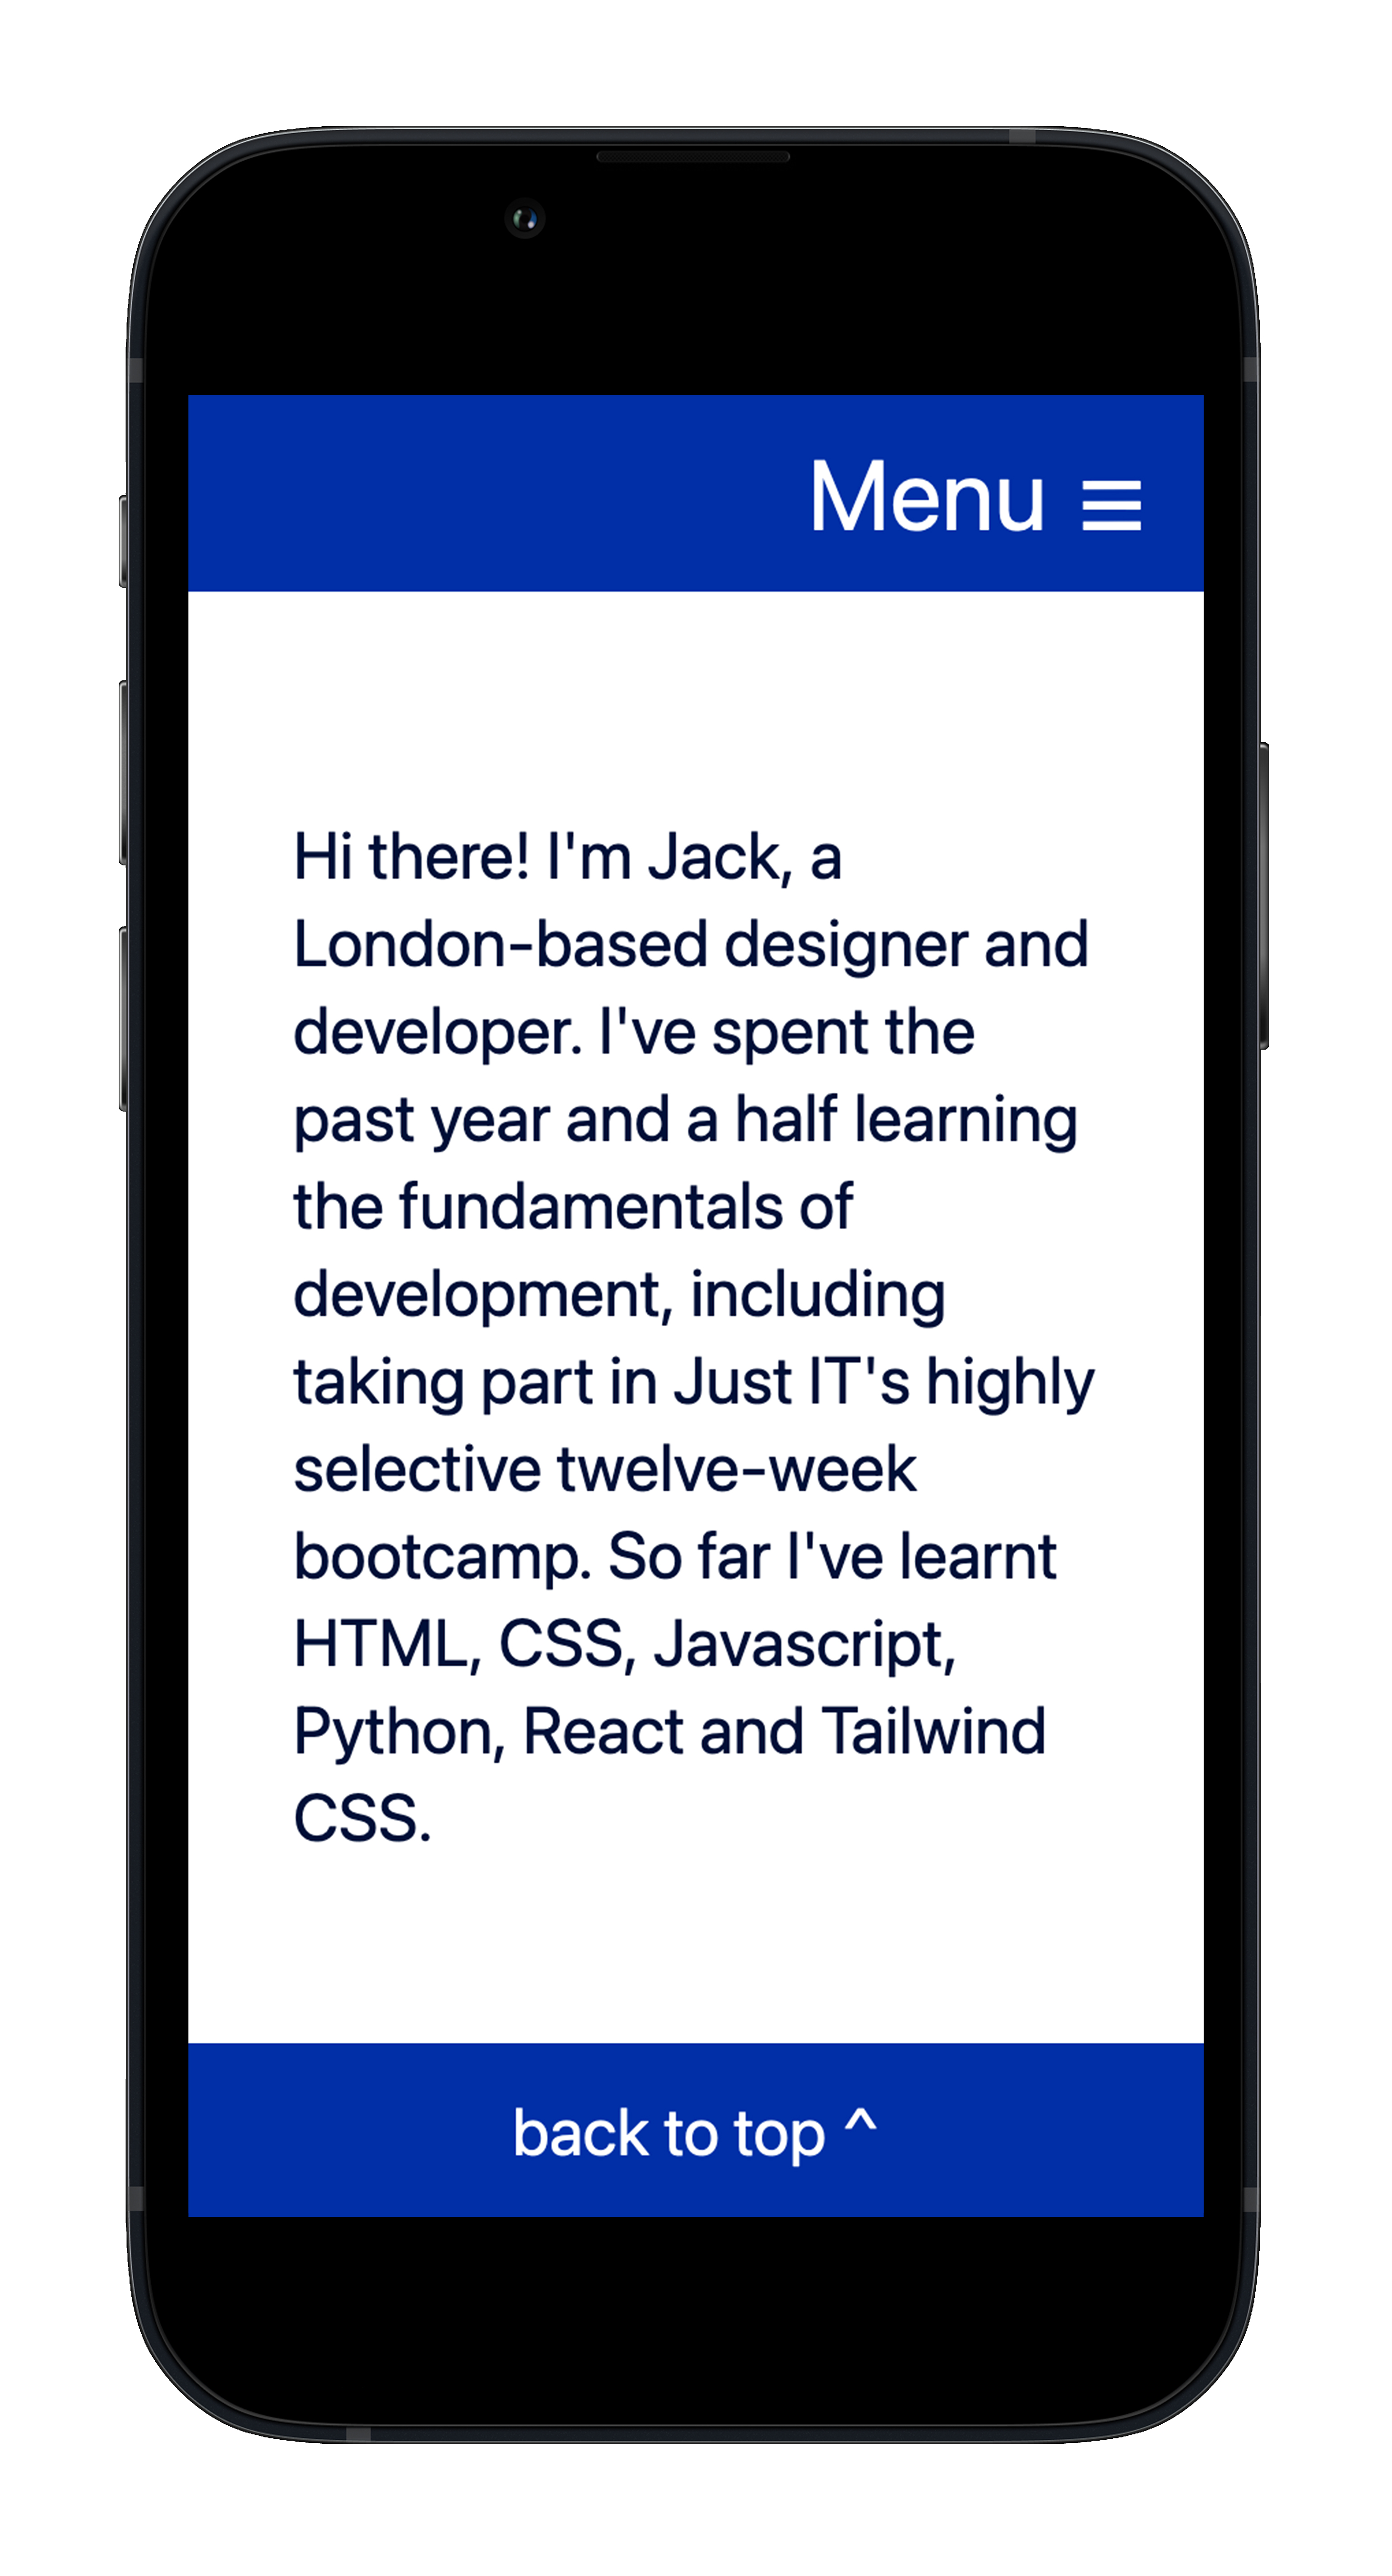 Menu ≡
Hi there! I'm Jack, a
London-based designer and
developer. I've spent the
past year and a half learning
the fundamentals of
development, including
taking part in Just IT's highly
selective twelve-week
bootcamp. So far I've learnt
HTML, CSS, Javascript,
Python, React and Tailwind
CSS.
back to top ^